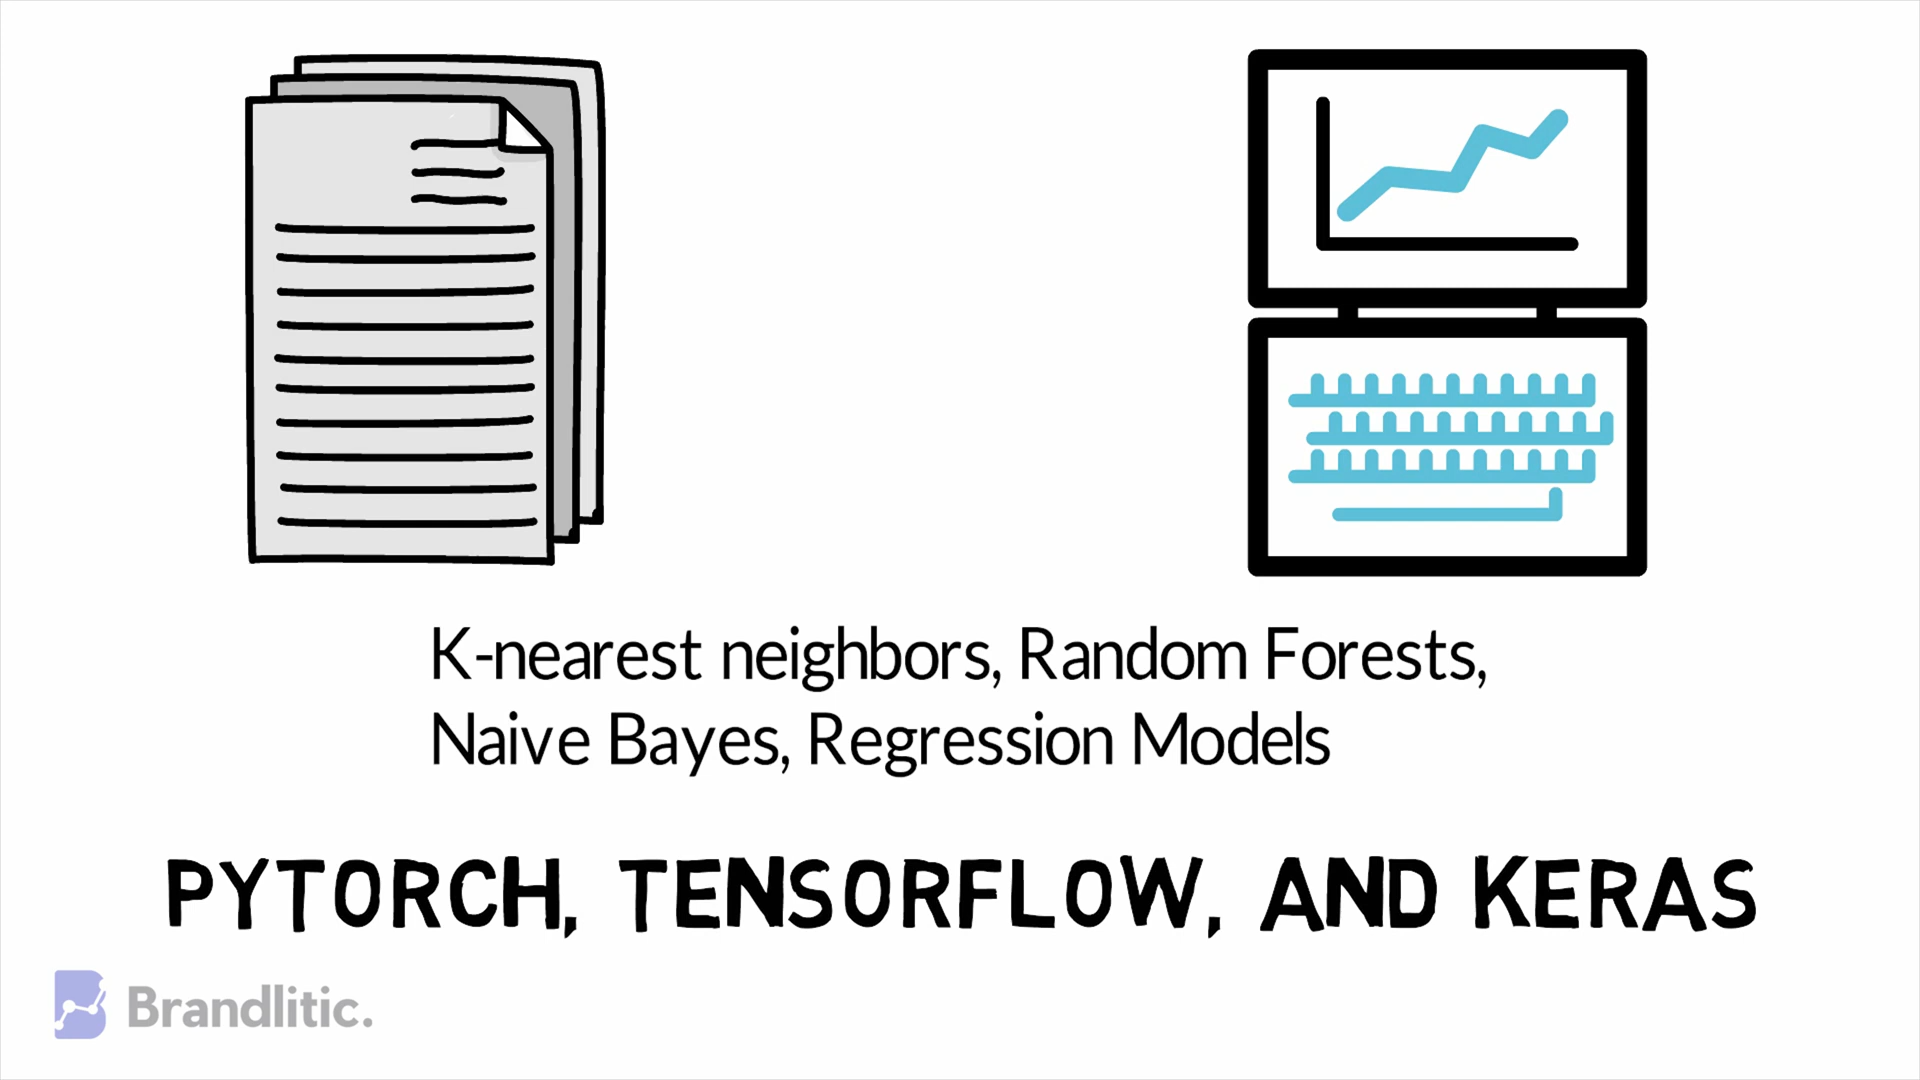 K-nearest neighbors, Random Forests,
Naive Bayes, Regression Models
PYTORCH, TENSORFLOW, AND KERAS
Brandlitic.